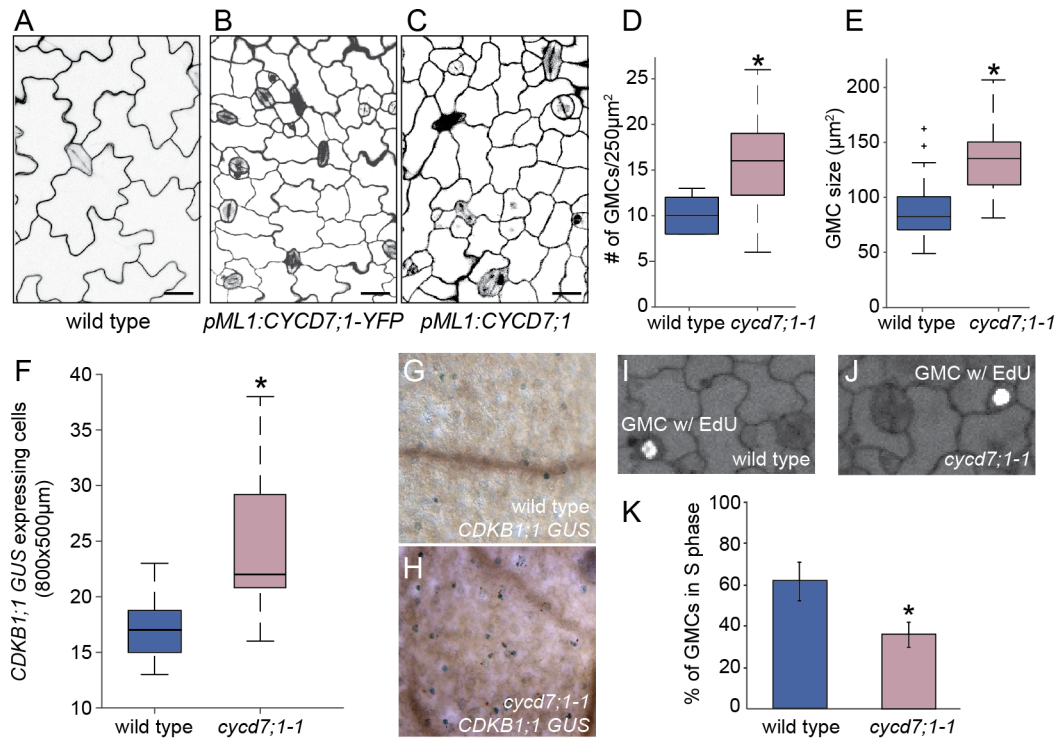 A
B
C
wild type
pML1:CYCD7;1-YFP
pML1:CYCD7;1
D
# of GMCs/250μm²
25
20
15
10
5
0
*
wild type
cycd7;1-1
E
GMC size (μm²)
200
150
100
50
0
*
wild type
cycd7;1-1
F
CDKB1;1 GUS expressing cells
(800x500μm)
40
35
30
25
20
15
10
*
wild type
cycd7;1-1
G
wild type
CDKB1;1 GUS
H
cycd7;1-1
CDKB1;1 GUS
I
GMC w/ EdU
wild type
J
GMC w/ EdU
cycd7;1-1
K
% of GMCs in S phase
100
80
60
40
20
0
*
wild type
cycd7;1-1